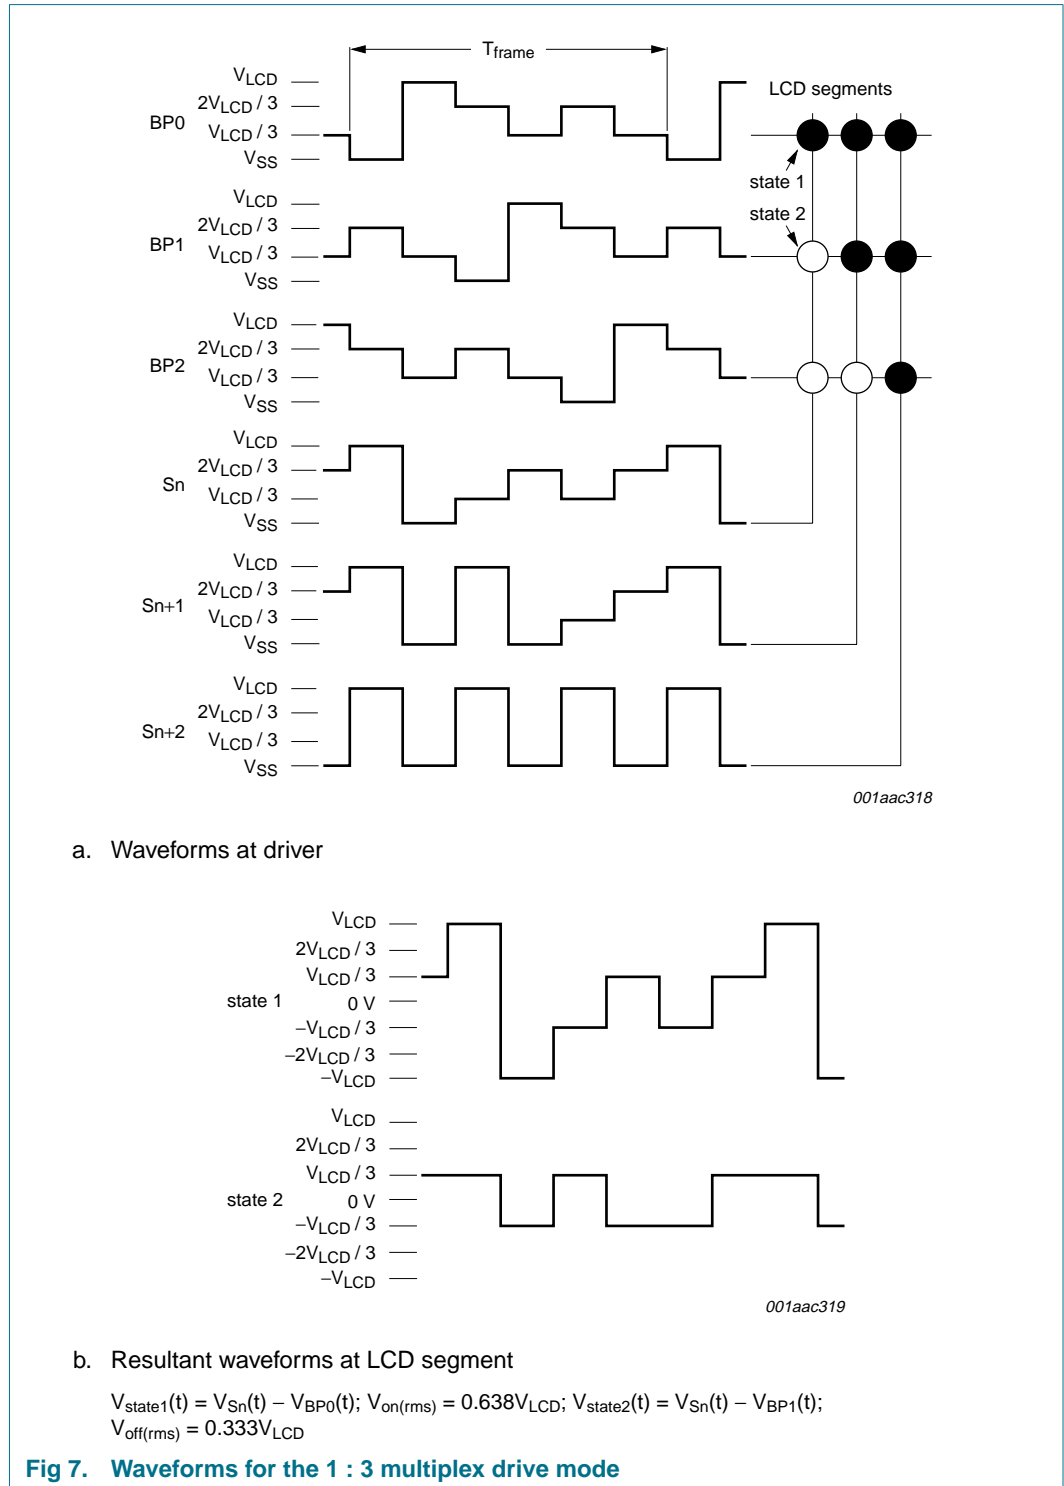 Tframe
BP0
VLCD
2VLCD / 3
VLCD / 3
VSS
LCD segments
state 1
state 2
BP1
VLCD
2VLCD / 3
VLCD / 3
VSS
BP2
VLCD
2VLCD / 3
VLCD / 3
VSS
Sn
VLCD
2VLCD / 3
VLCD / 3
VSS
Sn+1
VLCD
2VLCD / 3
VLCD / 3
VSS
Sn+2
VLCD
2VLCD / 3
VLCD / 3
VSS
001aac318
a. Waveforms at driver
state 1
VLCD
2VLCD / 3
VLCD / 3
0 V
−VLCD / 3
−2VLCD / 3
−VLCD
state 2
VLCD
2VLCD / 3
VLCD / 3
0 V
−VLCD / 3
−2VLCD / 3
−VLCD
001aac319
b. Resultant waveforms at LCD segment
Vstate1(t) = VSn(t) − VBP0(t); Von(rms) = 0.638VLCD; Vstate2(t) = VSn(t) − VBP1(t);
Voff(rms) = 0.333VLCD
Fig 7. Waveforms for the 1 : 3 multiplex drive mode